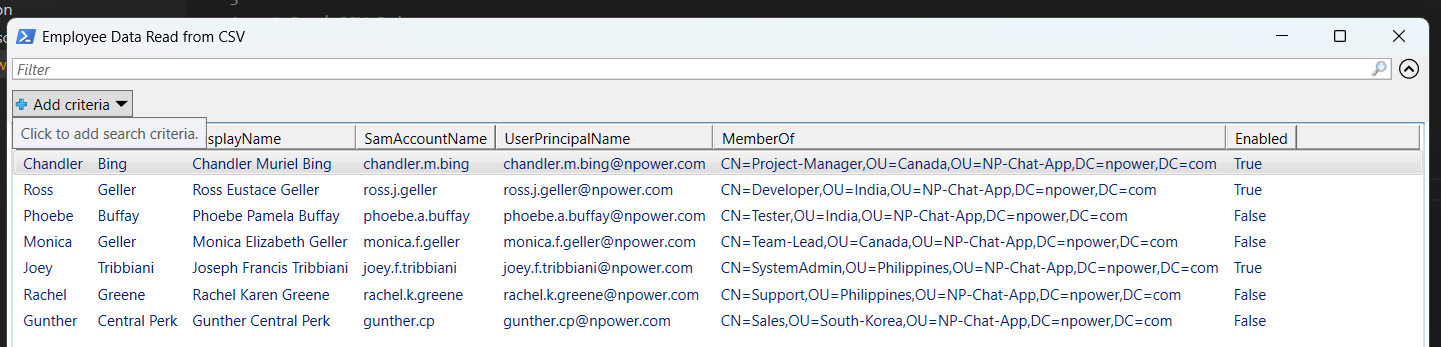 Employee Data Read from CSV
Filter
Add criteria
Click to add search criteria.
splayName SamAccountName UserPrincipalName MemberOf Enabled
Chandler Bing Chandler Muriel Bing chandler.m.bing chandler.m.bing@npower.com CN=Project-Manager,OU=Canada,OU=NP-Chat-App,DC=npower,DC=com True
Ross Geller Ross Eustace Geller ross.j.geller ross.j.geller@npower.com CN=Developer,OU=India,OU=NP-Chat-App,DC=npower,DC=com True
Phoebe Buffay Phoebe Pamela Buffay phoebe.a.buffay phoebe.a.buffay@npower.com CN=Tester,OU=India,OU=NP-Chat-App,DC=npower,DC=com False
Monica Geller Monica Elizabeth Geller monica.f.geller monica.f.geller@npower.com CN=Team-Lead,OU=Canada,OU=NP-Chat-App,DC=npower,DC=com False
Joey Tribbiani Joseph Francis Tribbiani joey.f.tribbiani joey.f.tribbiani@npower.com CN=SystemAdmin,OU=Philippines,OU=NP-Chat-App,DC=npower,DC=com True
Rachel Greene Rachel Karen Greene rachel.k.greene rachel.k.greene@npower.com CN=Support,OU=Philippines,OU=NP-Chat-App,DC=npower,DC=com False
Gunther Central Perk Gunther Central Perk gunther.cp gunther.cp@npower.com CN=Sales,OU=South-Korea,OU=NP-Chat-App,DC=npower,DC=com False